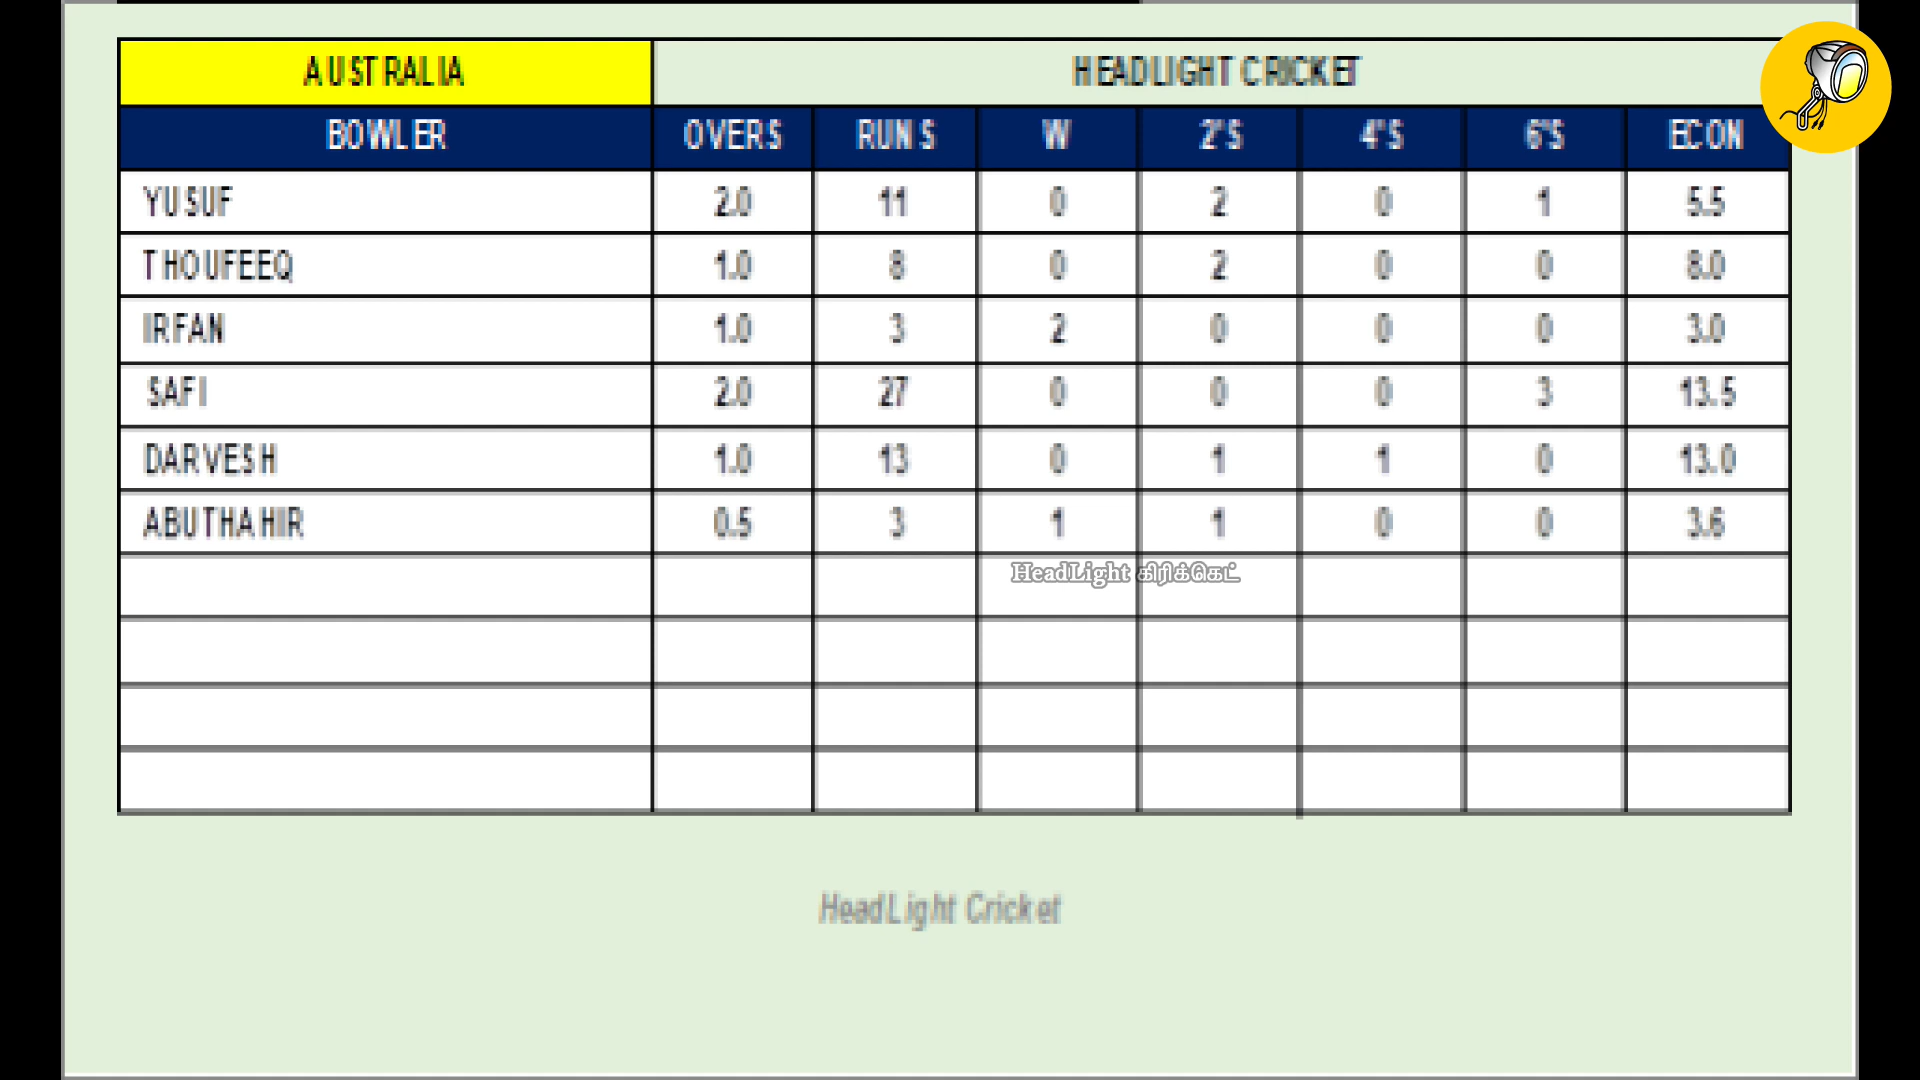 AUSTRALIA HEADLIGHT CRICKET
BOWLER OVERS RUNS W 2'S 4'S 6'S ECON
YUSUF 2.0 11 0 2 0 1 5.5
THOUFEEQ 1.0 8 0 2 0 0 8.0
IRFAN 1.0 3 2 0 0 0 3.0
SAFI 2.0 27 0 0 0 3 13.5
DARVESH 1.0 13 0 1 1 0 13.0
ABUTHAHIR 0.5 3 1 1 0 0 3.6
HeadLight கிரிக்கெட்
HeadLight Cricket